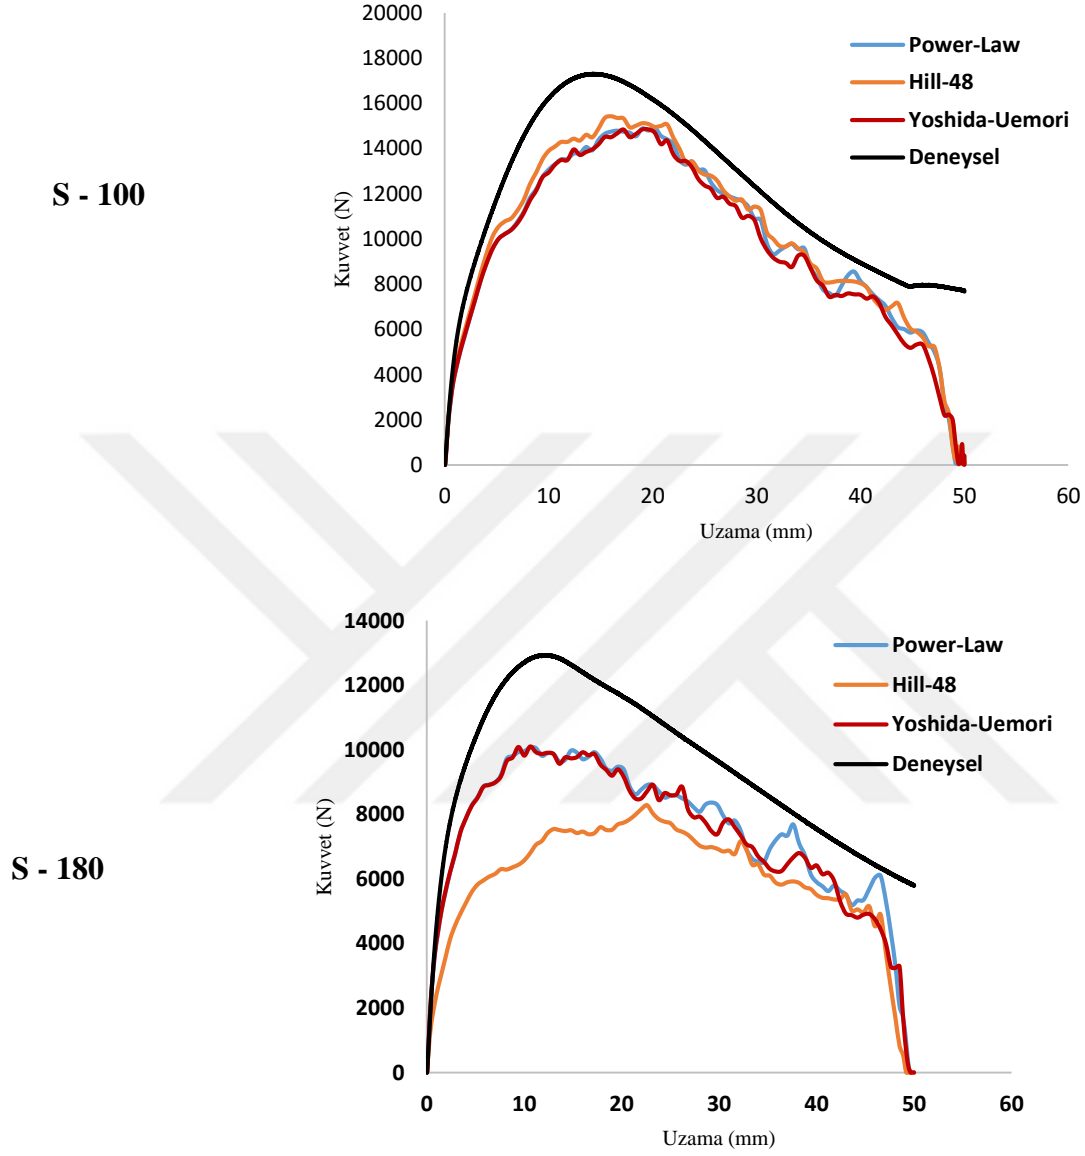 S - 100
Kuvvet (N)
20000
18000
16000
14000
12000
10000
8000
6000
4000
2000
0
0 10 20 30 40 50 60
Uzama (mm)
Power-Law
Hill-48
Yoshida-Uemori
Deneysel
S - 180
Kuvvet (N)
14000
12000
10000
8000
6000
4000
2000
0
0 10 20 30 40 50 60
Uzama (mm)
Power-Law
Hill-48
Yoshida-Uemori
Deneysel